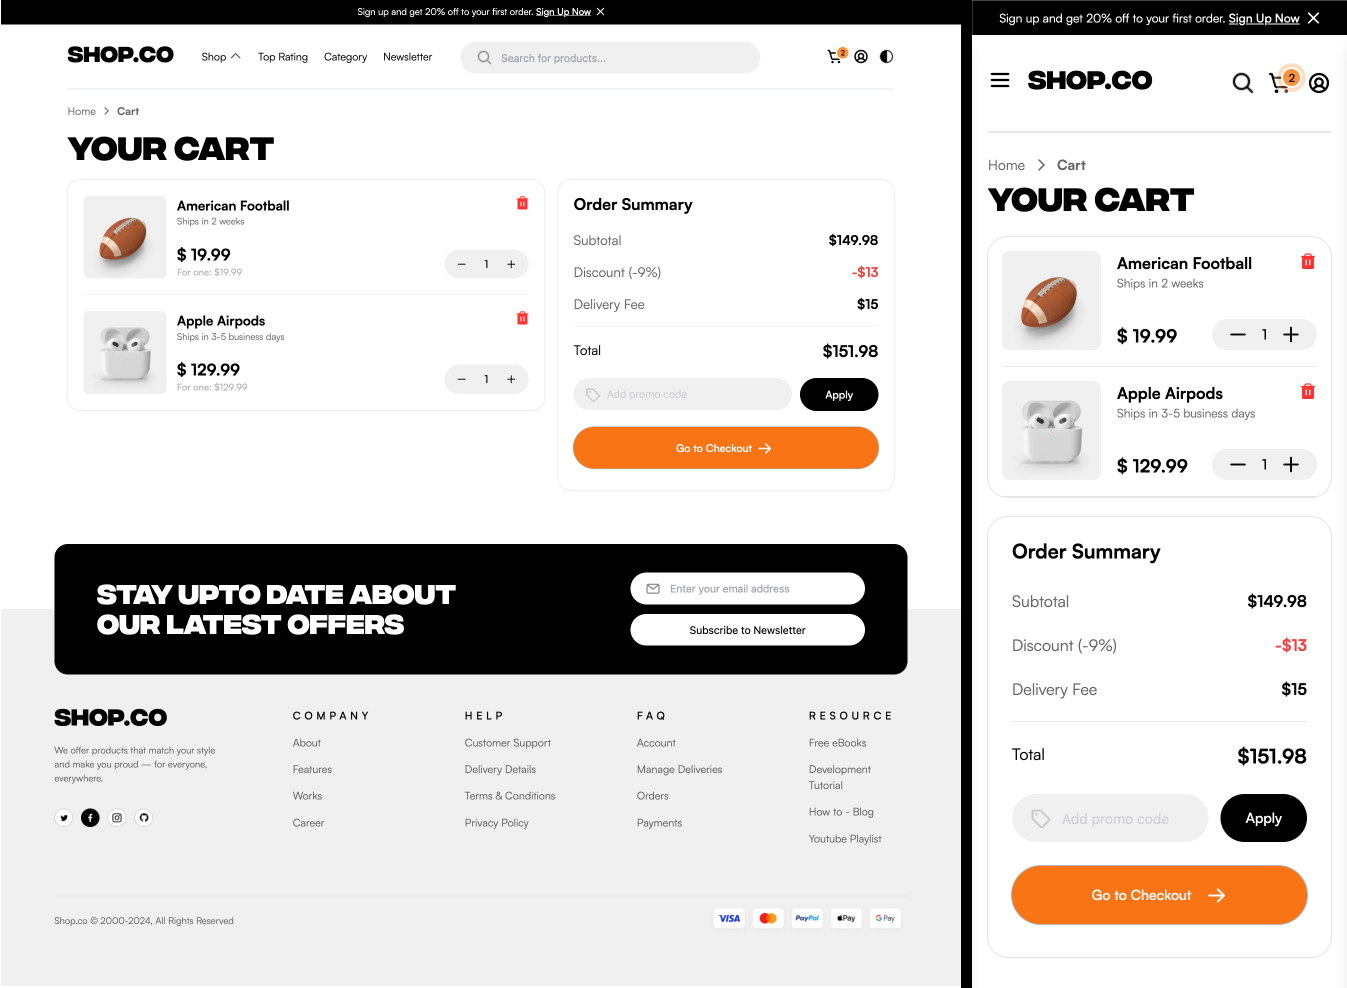 Sign up and get 20% off to your first order. Sign Up Now
SHOP.CO
Shop
Top Rating
Category
Newsletter
Search for products...
2
Home > Cart
YOUR CART
American Football
Ships in 2 weeks
$ 19.99
For one: $19.99
− 1 +
Apple Airpods
Ships in 3-5 business days
$ 129.99
For one: $129.99
− 1 +
Order Summary
Subtotal $149.98
Discount (-9%) -$13
Delivery Fee $15
Total $151.98
Add promo code
Apply
Go to Checkout
STAY UPTO DATE ABOUT
OUR LATEST OFFERS
Enter your email address
Subscribe to Newsletter
SHOP.CO
We offer products that match your style
and make you proud — for everyone,
everywhere.
COMPANY
About
Features
Works
Career
HELP
Customer Support
Delivery Details
Terms & Conditions
Privacy Policy
FAQ
Account
Manage Deliveries
Orders
Payments
RESOURCE
Free eBooks
Development
Tutorial
How to - Blog
Youtube Playlist
Shop.co © 2000-2024, All Rights Reserved
VISA
PayPal
Pay
G Pay
Sign up and get 20% off to your first order. Sign Up Now
SHOP.CO
2
Home > Cart
YOUR CART
American Football
Ships in 2 weeks
$ 19.99
− 1 +
Apple Airpods
Ships in 3-5 business days
$ 129.99
− 1 +
Order Summary
Subtotal $149.98
Discount (-9%) -$13
Delivery Fee $15
Total $151.98
Add promo code
Apply
Go to Checkout